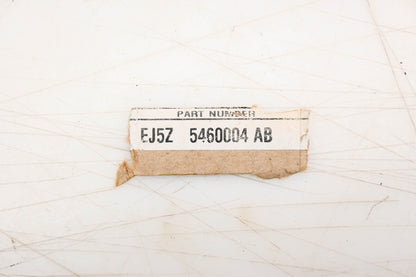 PART NUMBER
EJ5Z 5460004 AB